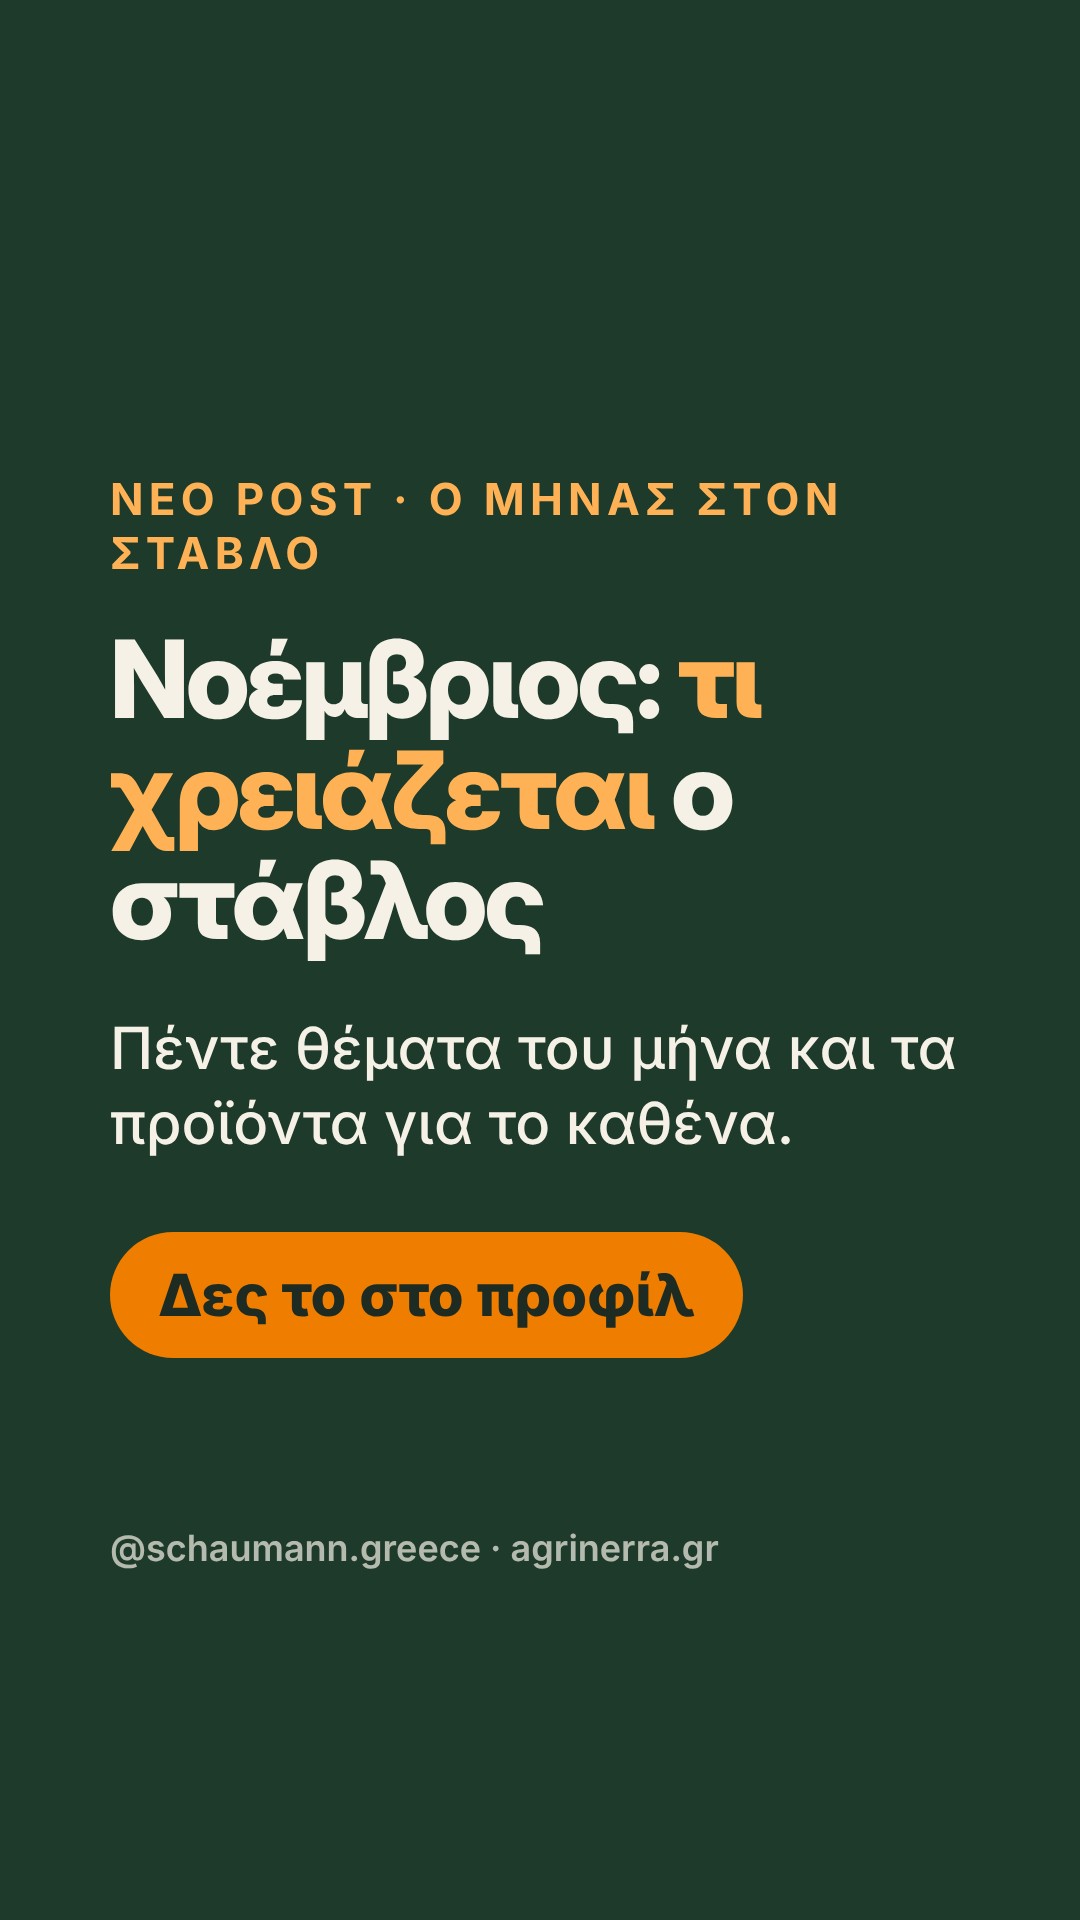 ΝΕΟ POST · Ο ΜΗΝΑΣ ΣΤΟΝ
ΣΤΑΒΛΟ
Νοέμβριος: τι
χρειάζεται ο
στάβλος
Πέντε θέματα του μήνα και τα
προϊόντα για το καθένα.
Δες το στο προφίλ
@schaumann.greece · agrinerra.gr